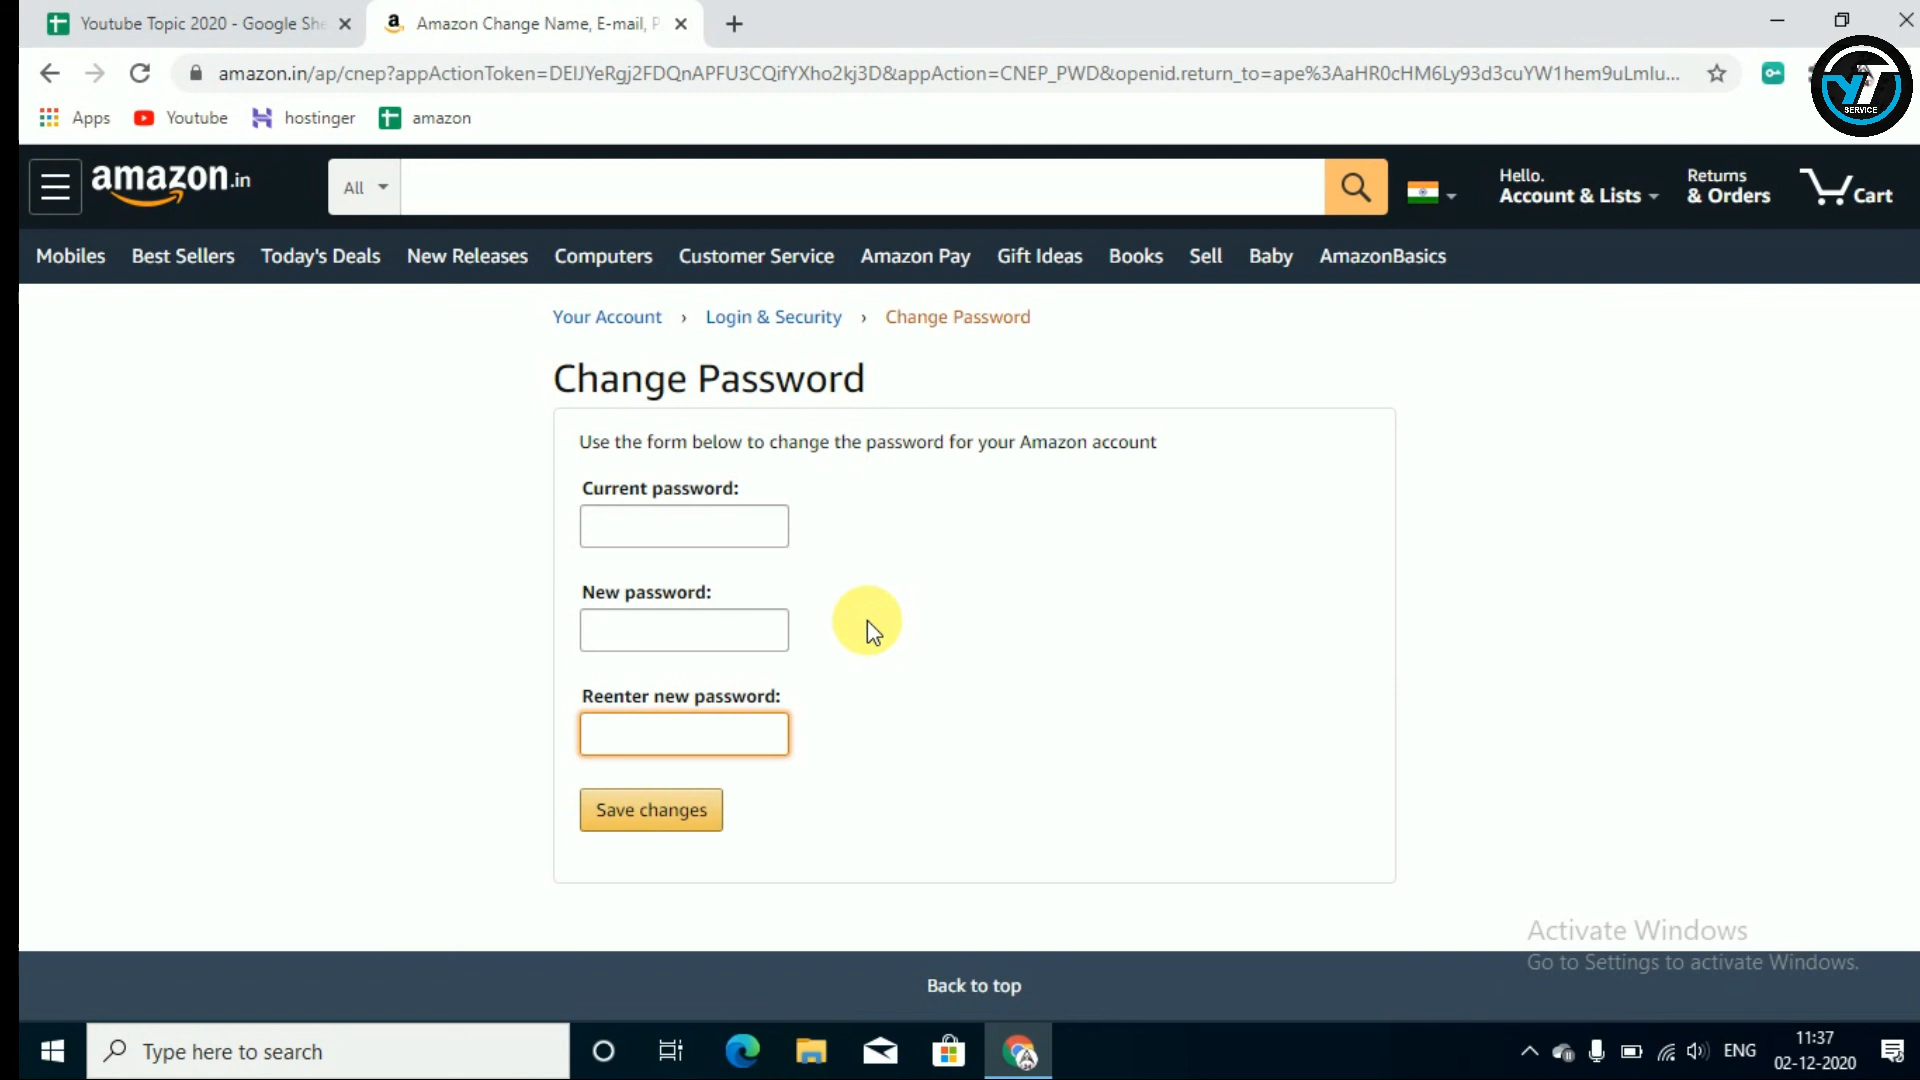 Youtube Topic 2020 - Google She
Amazon Change Name, E-mail, P
amazon.in/ap/cnep?appActionToken=DEIJYeRgj2FDQnAPFU3CQifYXho2kj3D&appAction=CNEP_PWD&openid.return_to=ape%3AaHR0cHM6Ly93d3cuYW1hem9uLmlu...
Apps
Youtube
hostinger
amazon
YT
SERVICE
amazon.in
All
Hello.
Account & Lists
Returns
& Orders
Cart
Mobiles
Best Sellers
Today's Deals
New Releases
Computers
Customer Service
Amazon Pay
Gift Ideas
Books
Sell
Baby
AmazonBasics
Your Account › Login & Security › Change Password
Change Password
Use the form below to change the password for your Amazon account
Current password:
New password:
Reenter new password:
Save changes
Activate Windows
Go to Settings to activate Windows.
Back to top
Type here to search
ENG
11:37
02-12-2020